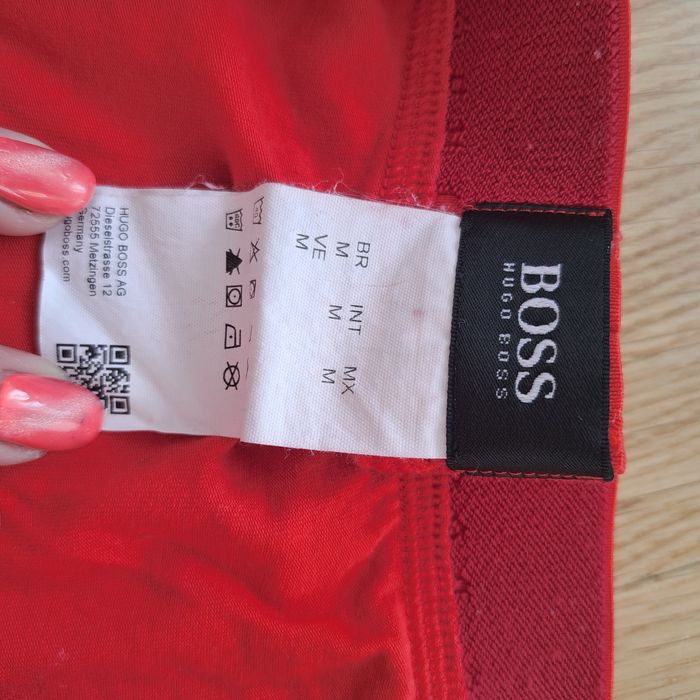 BOSS
HUGO BOSS
BR INT MX
M M M
VE
M
HUGO BOSS AG
Dieselstrasse 12
72555 Metzingen
Germany
hugoboss.com